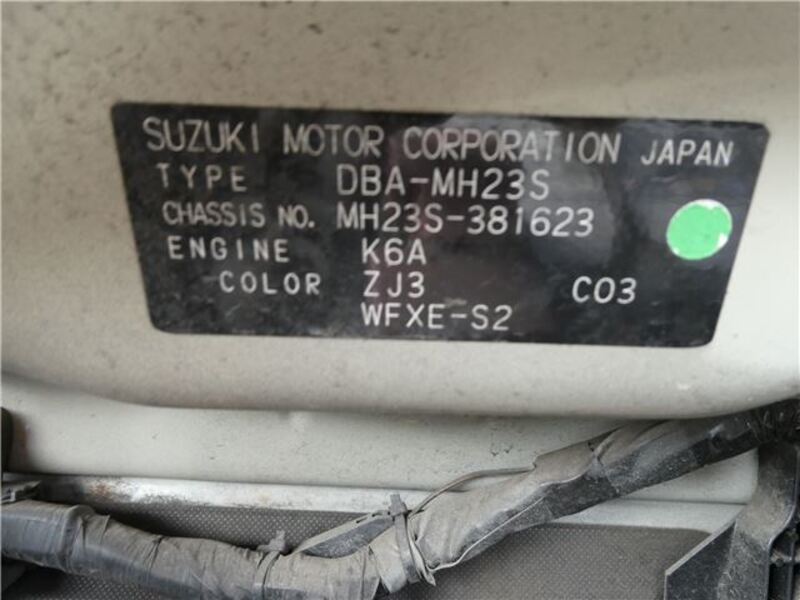 SUZUKI MOTOR CORPORATION JAPAN
TYPE DBA-MH23S
CHASSIS NO. MH23S-381623
ENGINE K6A
COLOR ZJ3 C03
WFXE-S2